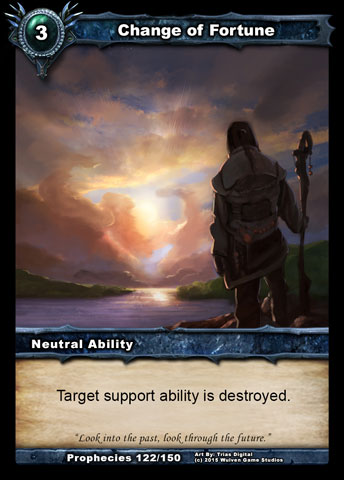 3
Change of Fortune
Neutral Ability
Target support ability is destroyed.
"Look into the past, look through the future."
Prophecies 122/150
Art By: Trias Digital
(c) 2015 Wulven Game Studios